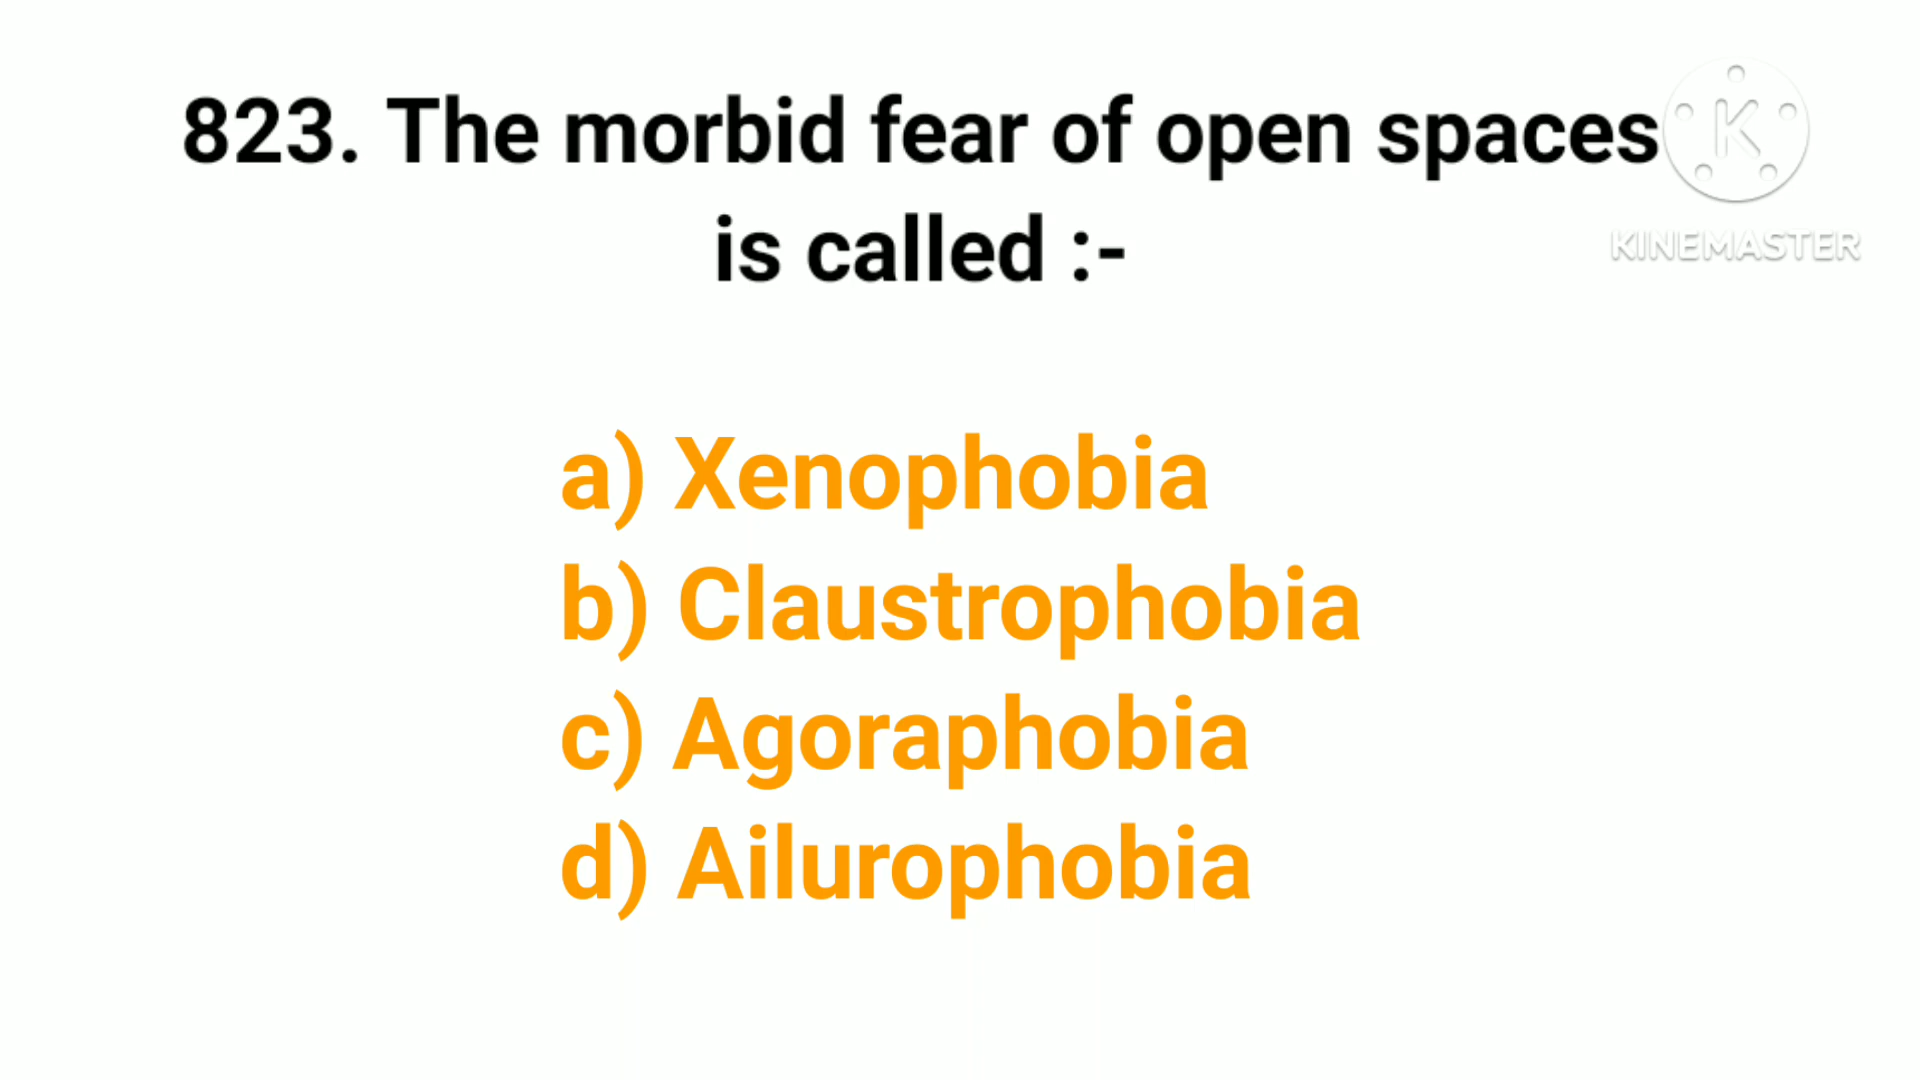 823. The morbid fear of open spaces
is called :-
K
KINEMASTER
a) Xenophobia
b) Claustrophobia
c) Agoraphobia
d) Ailurophobia